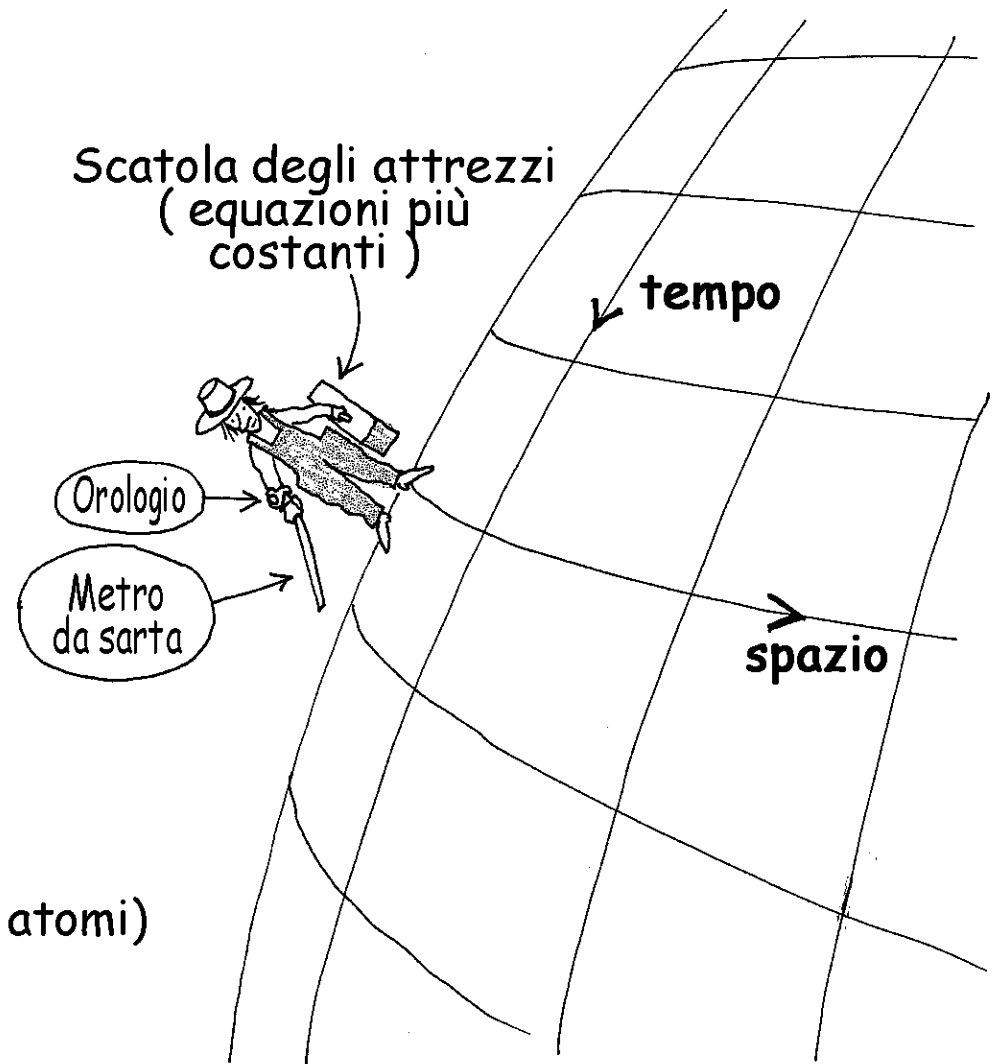 Scatola degli attrezzi
( equazioni più
costanti )
tempo
Orologio
Metro
da sarta
spazio
atomi)